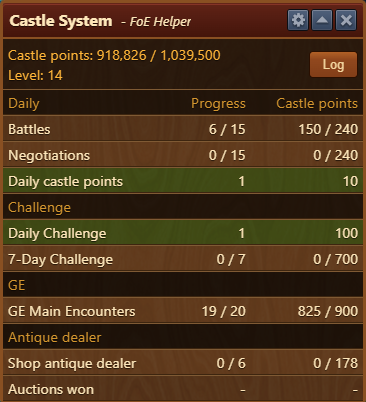 Castle System - FoE Helper
Castle points: 918,826 / 1,039,500
Level: 14
Log
Daily Progress Castle points
Battles 6 / 15 150 / 240
Negotiations 0 / 15 0 / 240
Daily castle points 1 10
Challenge
Daily Challenge 1 100
7-Day Challenge 0 / 7 0 / 700
GE
GE Main Encounters 19 / 20 825 / 900
Antique dealer
Shop antique dealer 0 / 6 0 / 178
Auctions won - -